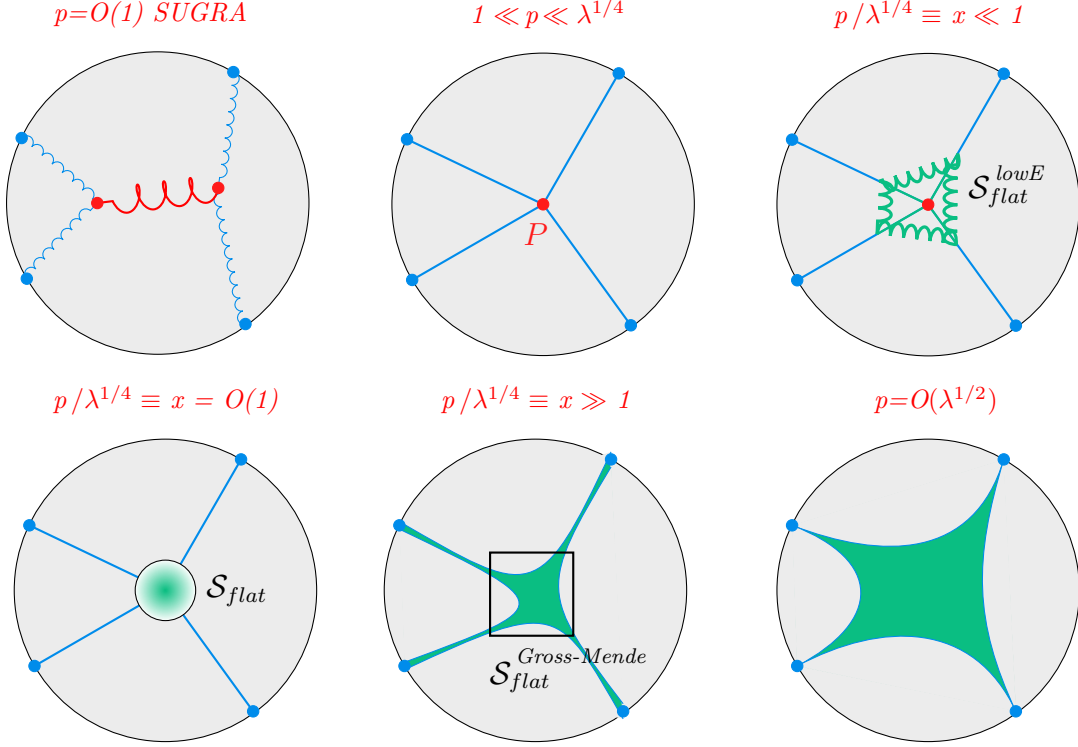 p=O(1) SUGRA
1 ≪ p ≪ λ^{1/4}
p/λ^{1/4} ≡ x ≪ 1
P
S_{flat}^{lowE}
p/λ^{1/4} ≡ x = O(1)
p/λ^{1/4} ≡ x ≫ 1
p=O(λ^{1/2})
S_{flat}
S_{flat}^{Gross-Mende}